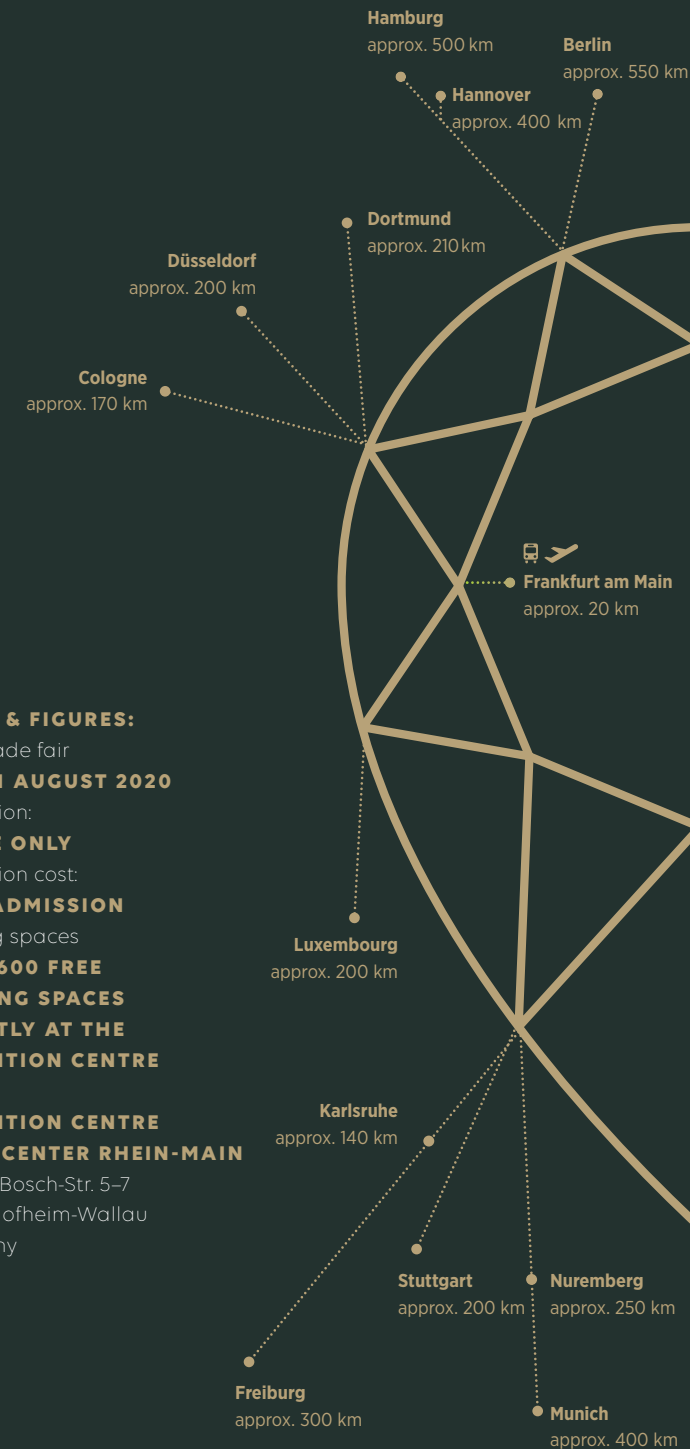 Hamburg
approx. 500 km
Berlin
approx. 550 km
Hannover
approx. 400 km
Dortmund
approx. 210 km
Düsseldorf
approx. 200 km
Cologne
approx. 170 km
Frankfurt am Main
approx. 20 km
& FIGURES:
ade fair
AUGUST 2020
ion:
ONLY
ion cost:
ADMISSION
g spaces
600 FREE
NG SPACES
TLY AT THE
ITION CENTRE
ITION CENTRE
CENTER RHEIN-MAIN
Bosch-Str. 5–7
ofheim-Wallau
ny
Luxembourg
approx. 200 km
Karlsruhe
approx. 140 km
Stuttgart
approx. 200 km
Nuremberg
approx. 250 km
Freiburg
approx. 300 km
Munich
approx. 400 km